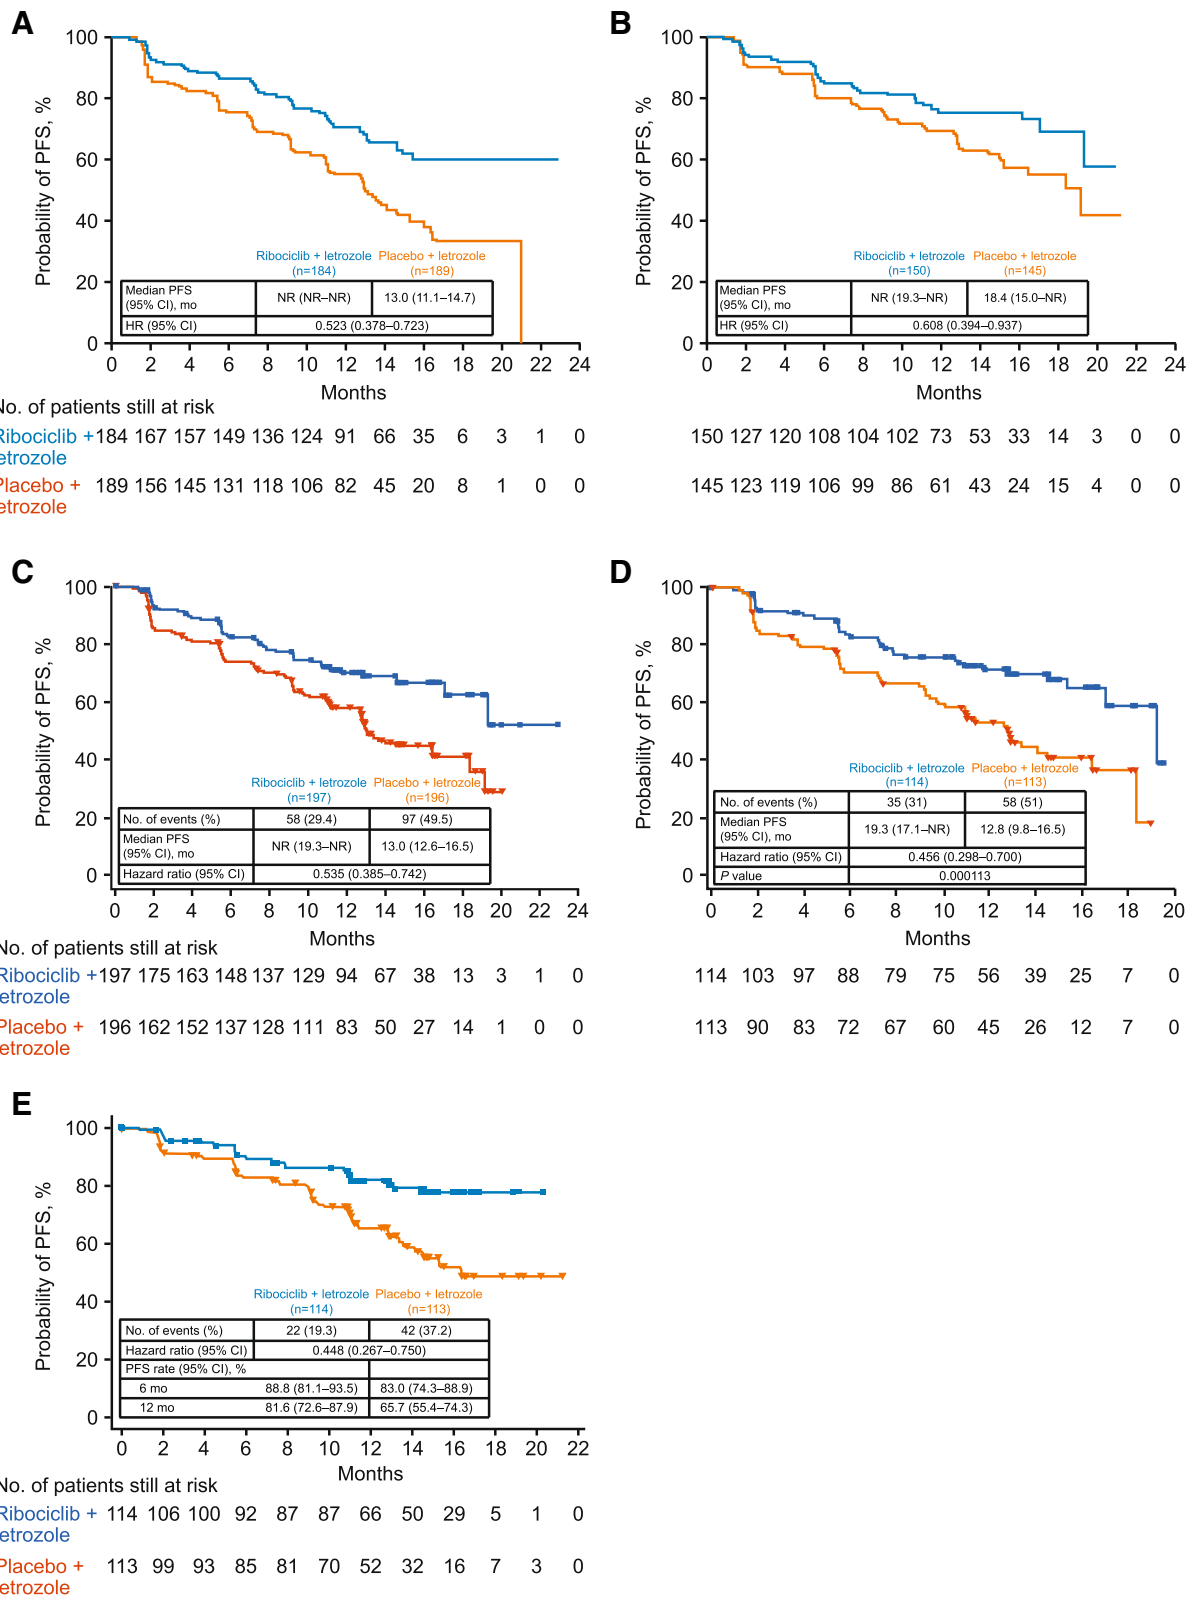 A
100
80
60
40
20
0
Probability of PFS, %
Ribociclib + letrozole Placebo + letrozole
(n=184) (n=189)
Median PFS
(95% CI), mo NR (NR–NR) 13.0 (11.1–14.7)
HR (95% CI) 0.523 (0.378–0.723)
0 2 4 6 8 10 12 14 16 18 20 22 24
Months
No. of patients still at risk
Ribociclib + 184 167 157 149 136 124 91 66 35 6 3 1 0
etrozole
Placebo + 189 156 145 131 118 106 82 45 20 8 1 0 0
etrozole
B
100
80
60
40
20
0
Probability of PFS, %
Ribociclib + letrozole Placebo + letrozole
(n=150) (n=145)
Median PFS
(95% CI), mo NR (19.3–NR) 18.4 (15.0–NR)
HR (95% CI) 0.608 (0.394–0.937)
0 2 4 6 8 10 12 14 16 18 20 22 24
Months
150 127 120 108 104 102 73 53 33 14 3 0 0
145 123 119 106 99 86 61 43 24 15 4 0 0
C
100
80
60
40
20
0
Probability of PFS, %
Ribociclib + letrozole Placebo + letrozole
(n=197) (n=196)
No. of events (%) 58 (29.4) 97 (49.5)
Median PFS
(95% CI), mo NR (19.3–NR) 13.0 (12.6–16.5)
Hazard ratio (95% CI) 0.535 (0.385–0.742)
0 2 4 6 8 10 12 14 16 18 20 22 24
Months
No. of patients still at risk
Ribociclib + 197 175 163 148 137 129 94 67 38 13 3 1 0
etrozole
Placebo + 196 162 152 137 128 111 83 50 27 14 1 0 0
etrozole
D
100
80
60
40
20
0
Probability of PFS, %
Ribociclib + letrozole Placebo + letrozole
(n=114) (n=113)
No. of events (%) 35 (31) 58 (51)
Median PFS
(95% CI), mo 19.3 (17.1–NR) 12.8 (9.8–16.5)
Hazard ratio (95% CI) 0.456 (0.298–0.700)
P value 0.000113
0 2 4 6 8 10 12 14 16 18 20
Months
114 103 97 88 79 75 56 39 25 7 0
113 90 83 72 67 60 45 26 12 7 0
E
100
80
60
40
20
0
Probability of PFS, %
Ribociclib + letrozole Placebo + letrozole
(n=114) (n=113)
No. of events (%) 22 (19.3) 42 (37.2)
Hazard ratio (95% CI) 0.448 (0.267–0.750)
PFS rate (95% CI), %
6 mo 88.8 (81.1–93.5) 83.0 (74.3–88.9)
12 mo 81.6 (72.6–87.9) 65.7 (55.4–74.3)
0 2 4 6 8 10 12 14 16 18 20 22
Months
No. of patients still at risk
Ribociclib + 114 106 100 92 87 87 66 50 29 5 1 0
etrozole
Placebo + 113 99 93 85 81 70 52 32 16 7 3 0
etrozole